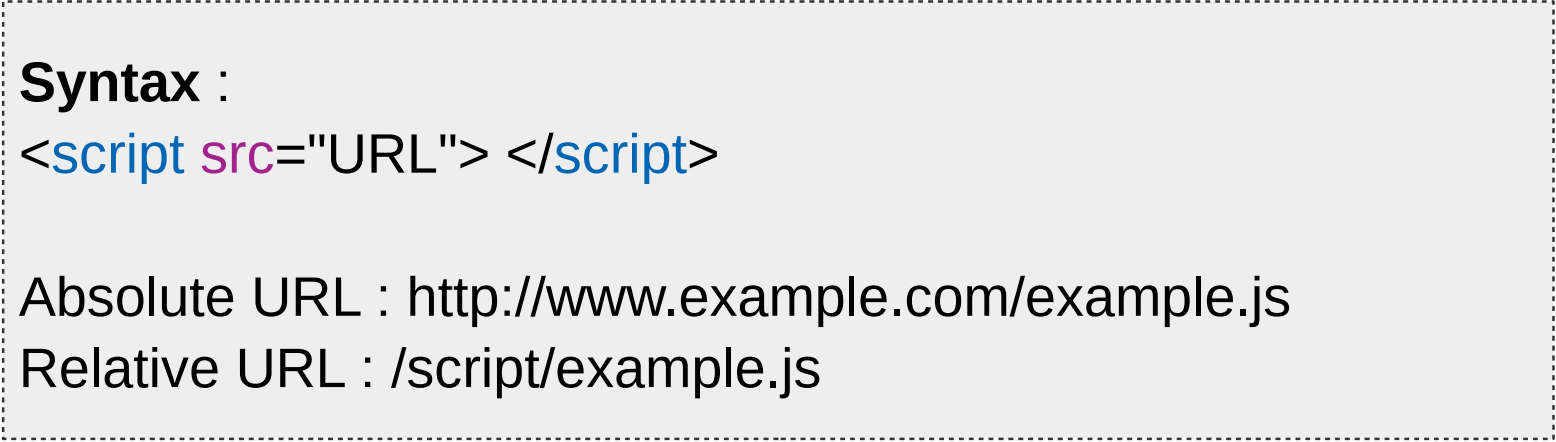 Syntax :
<script src="URL"> </script>
Absolute URL : http://www.example.com/example.js
Relative URL : /script/example.js